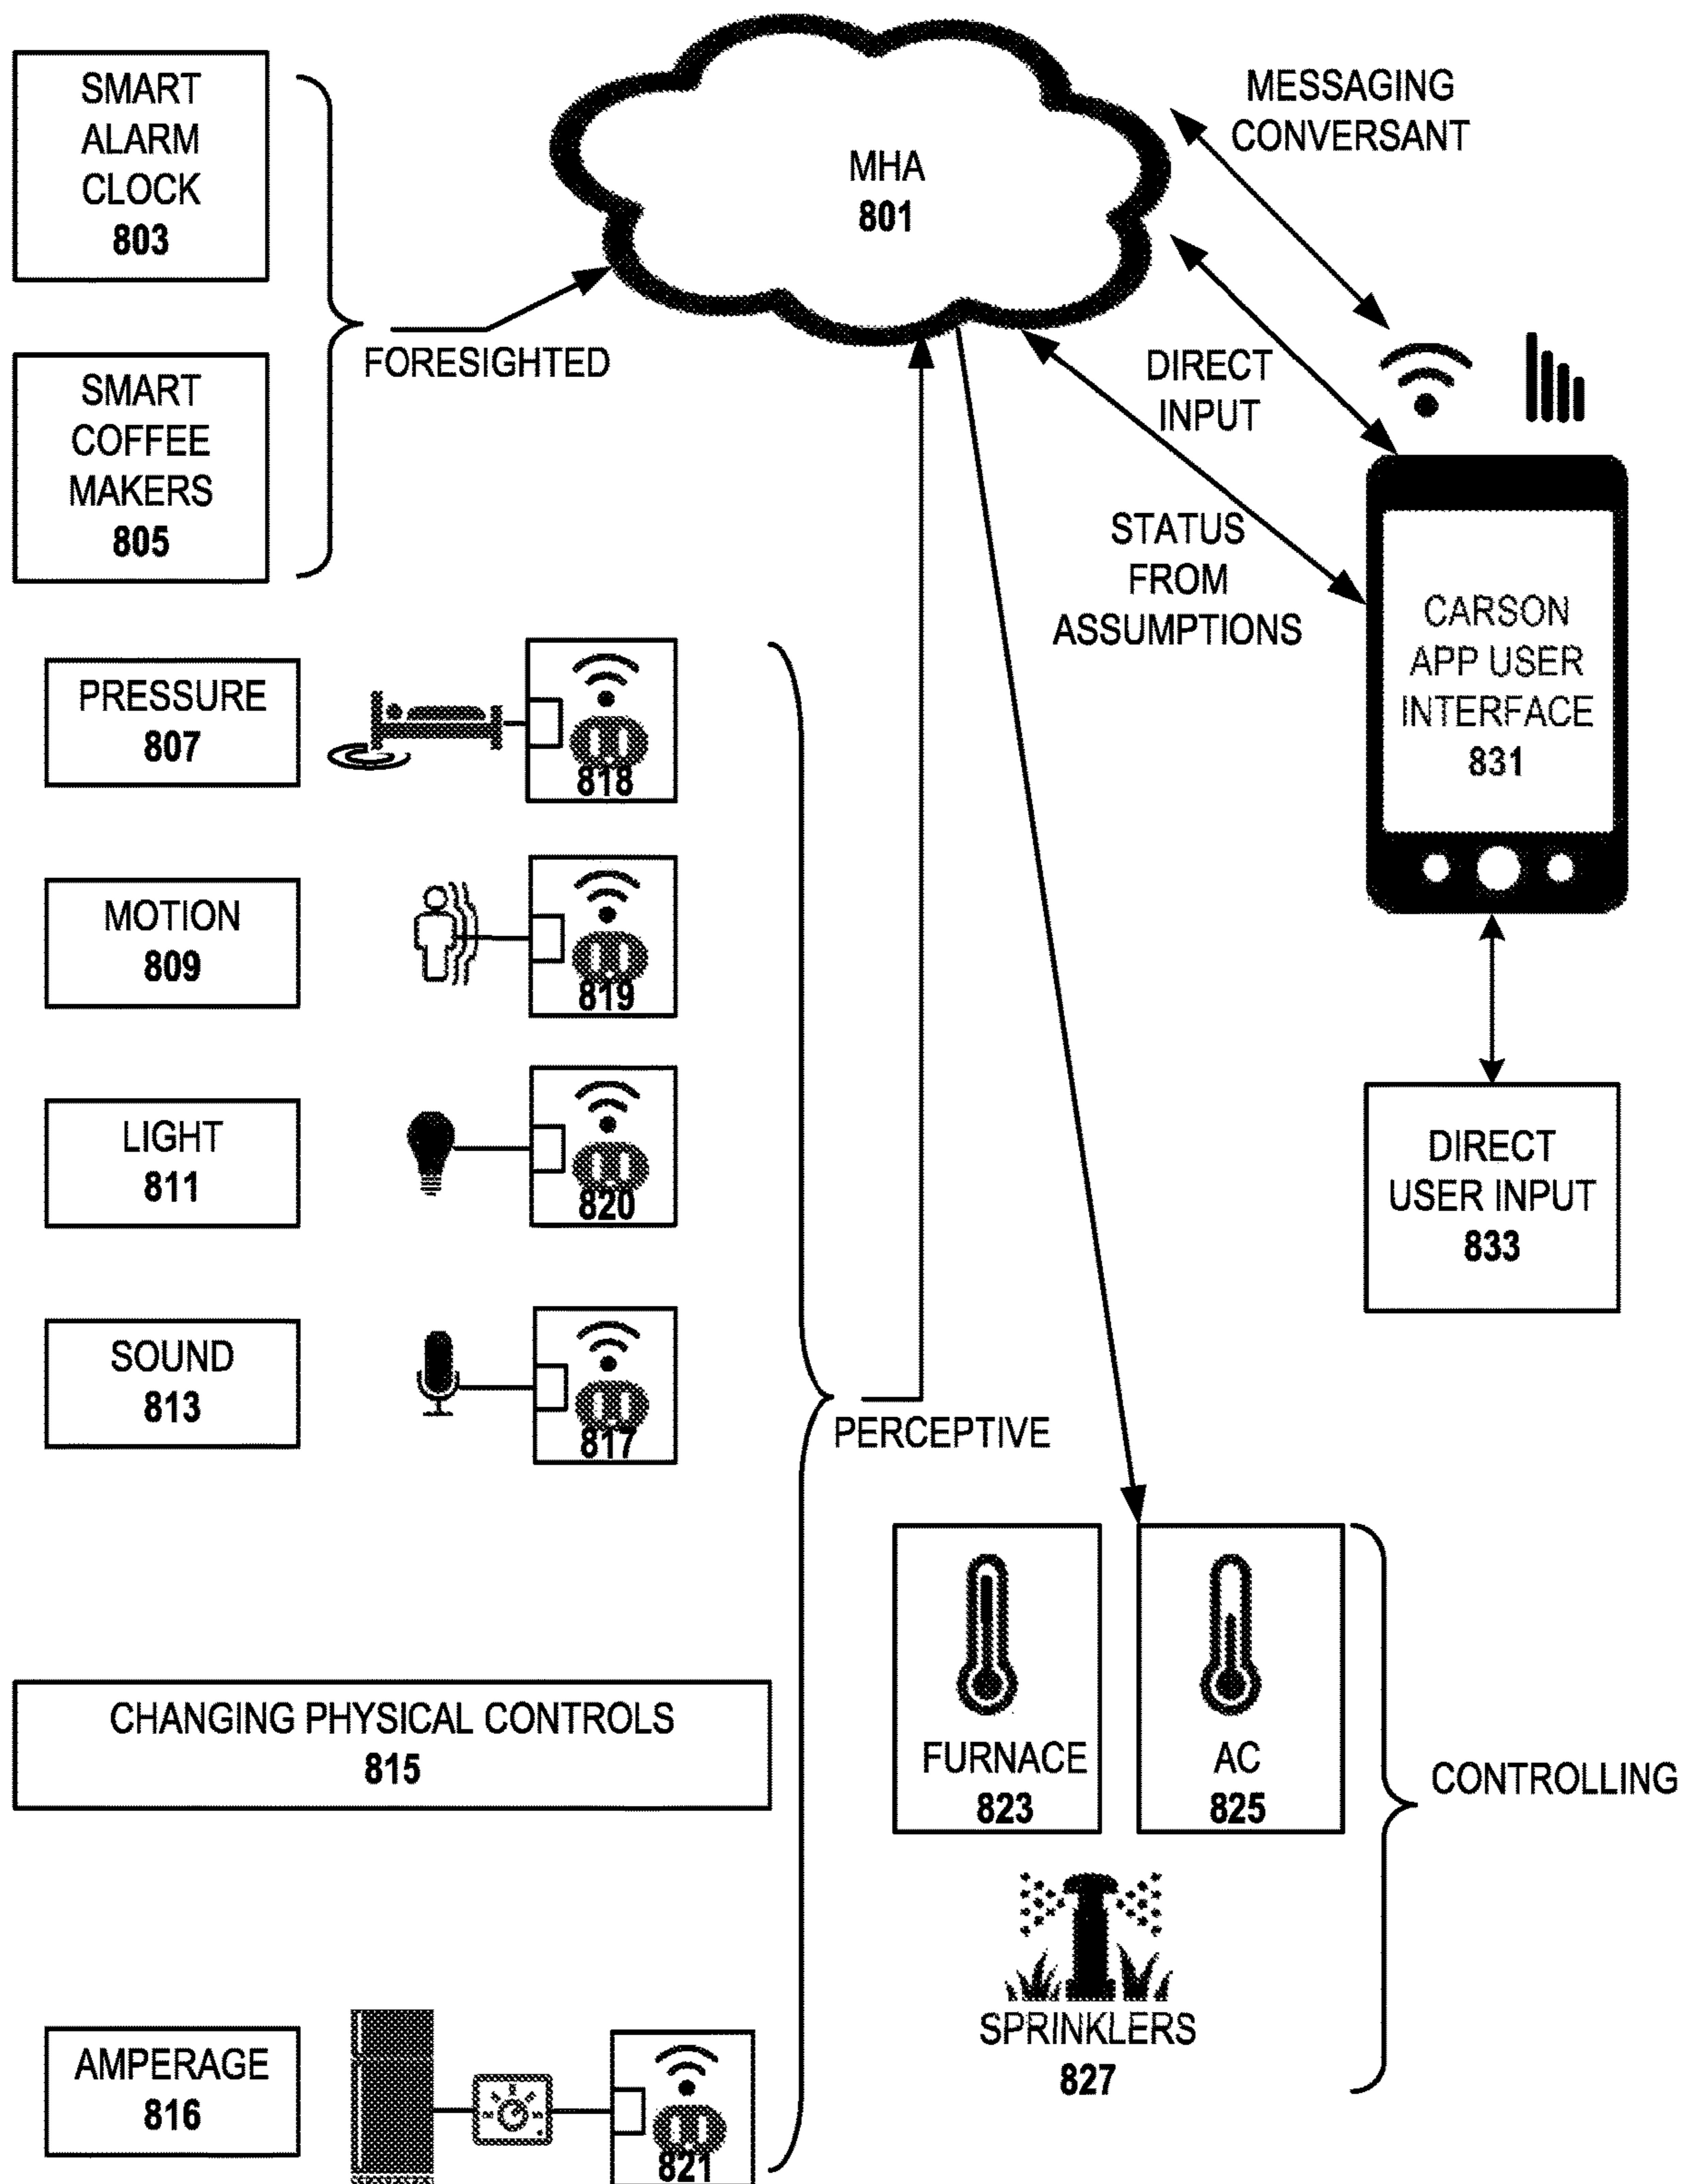 SMART
ALARM
CLOCK
803
SMART
COFFEE
MAKERS
805
FORESIGHTED
MHA
801
MESSAGING
CONVERSANT
DIRECT
INPUT
STATUS
FROM
ASSUMPTIONS
CARSON
APP USER
INTERFACE
831
DIRECT
USER INPUT
833
PRESSURE
807
818
MOTION
809
819
LIGHT
811
820
SOUND
813
817
PERCEPTIVE
CHANGING PHYSICAL CONTROLS
815
AMPERAGE
816
821
FURNACE
823
AC
825
SPRINKLERS
827
CONTROLLING